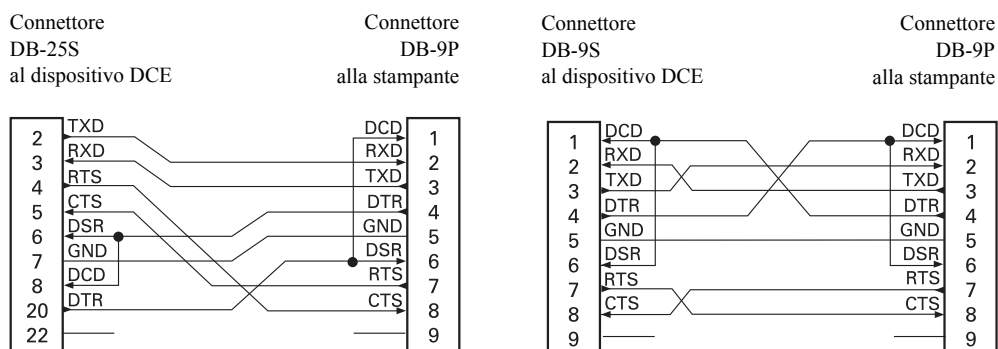 Connettore
DB-25S
al dispositivo DCE
Connettore
DB-9P
alla stampante
2 TXD DCD 1
3 RXD RXD 2
4 RTS TXD 3
5 CTS DTR 4
6 DSR GND 5
7 GND DSR 6
8 DCD RTS 7
20 DTR CTS 8
22 9
Connettore
DB-9S
al dispositivo DCE
Connettore
DB-9P
alla stampante
1 DCD DCD 1
2 RXD RXD 2
3 TXD TXD 3
4 DTR DTR 4
5 GND GND 5
6 DSR DSR 6
7 RTS RTS 7
8 CTS CTS 8
9 9